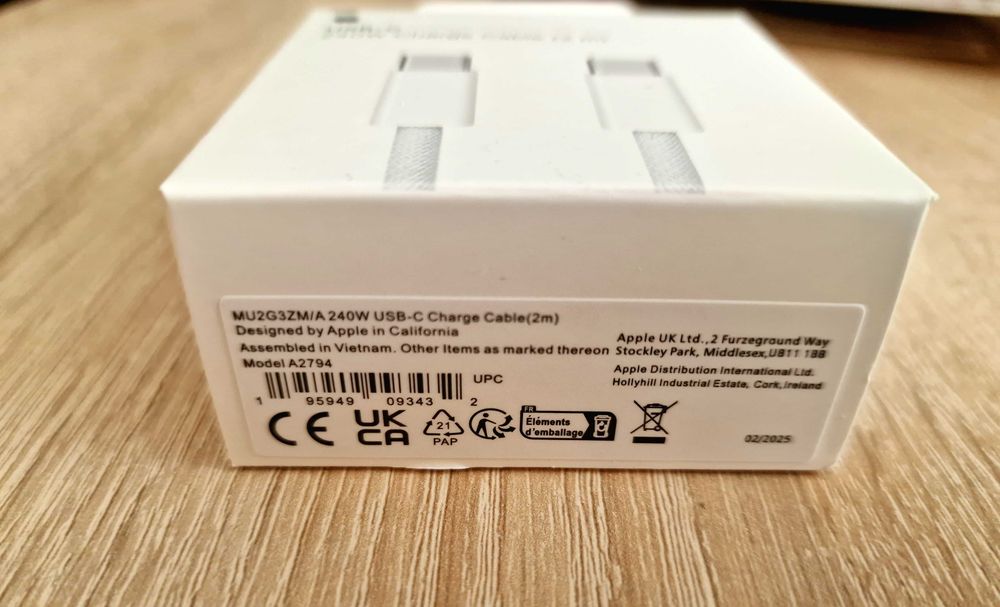 MU2G3ZM/A 240W USB-C Charge Cable(2m)
Designed by Apple in California
Assembled in Vietnam. Other Items as marked thereon
Model A2794
UPC
1 95949 09343 2
Apple UK Ltd.,2 Furzeground Way
Stockley Park, Middlesex,UB11 1BB
Apple Distribution International Ltd.
Hollyhill Industrial Estate, Cork,Ireland
CE
UK
CA
21
PAP
FR
Éléments
d'emballage
02/2025